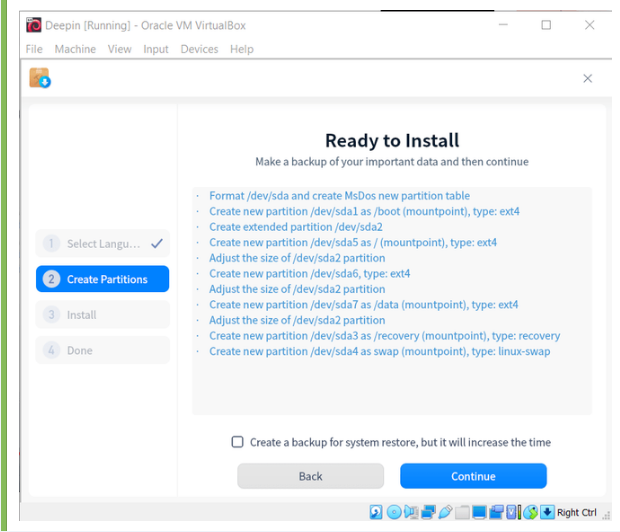 Deepin [Running] - Oracle VM VirtualBox
File Machine View Input Devices Help
Ready to Install
Make a backup of your important data and then continue
· Format /dev/sda and create MsDos new partition table
· Create new partition /dev/sda1 as /boot (mountpoint), type: ext4
· Create extended partition /dev/sda2
· Create new partition /dev/sda5 as / (mountpoint), type: ext4
· Adjust the size of /dev/sda2 partition
· Create new partition /dev/sda6, type: ext4
· Adjust the size of /dev/sda2 partition
· Create new partition /dev/sda7 as /data (mountpoint), type: ext4
· Adjust the size of /dev/sda2 partition
· Create new partition /dev/sda3 as /recovery (mountpoint), type: recovery
· Create new partition /dev/sda4 as swap (mountpoint), type: linux-swap
1 Select Langu...
2 Create Partitions
3 Install
4 Done
Create a backup for system restore, but it will increase the time
Back
Continue
Right Ctrl